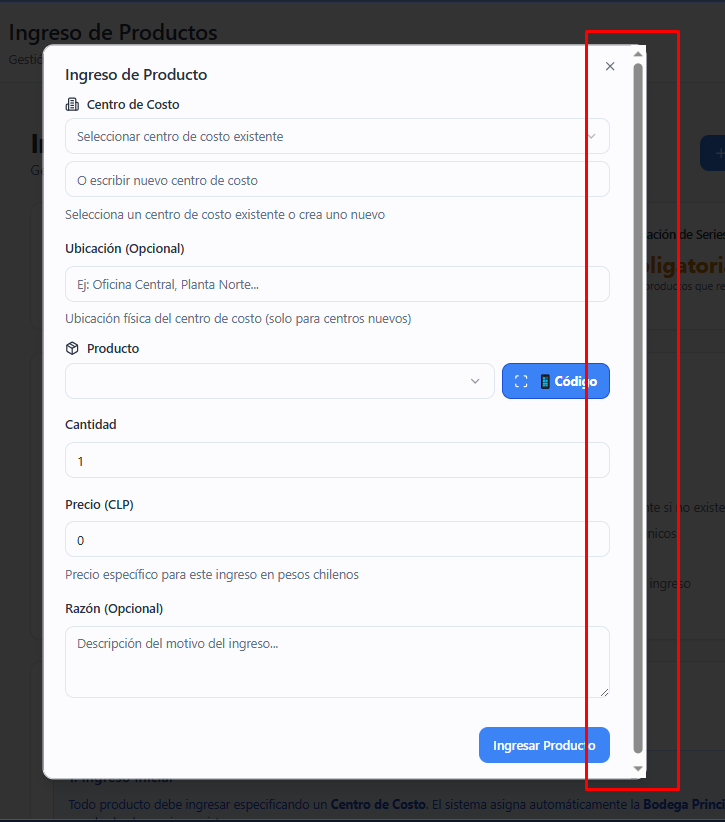 Ingreso de Productos
Gestió
Ingreso de Producto
Centro de Costo
Seleccionar centro de costo existente
O escribir nuevo centro de costo
Selecciona un centro de costo existente o crea uno nuevo
ación de Series
bligatori
productos que re
Ubicación (Opcional)
Ej: Oficina Central, Planta Norte...
Ubicación física del centro de costo (solo para centros nuevos)
Producto
Código
Cantidad
1
Precio (CLP)
nte si no existe
0
nicos
Precio específico para este ingreso en pesos chilenos
ingreso
Razón (Opcional)
Descripción del motivo del ingreso...
Ingresar Producto
1. Ingreso Inicial
Todo producto debe ingresar especificando un Centro de Costo. El sistema asigna automáticamente la Bodega Princi